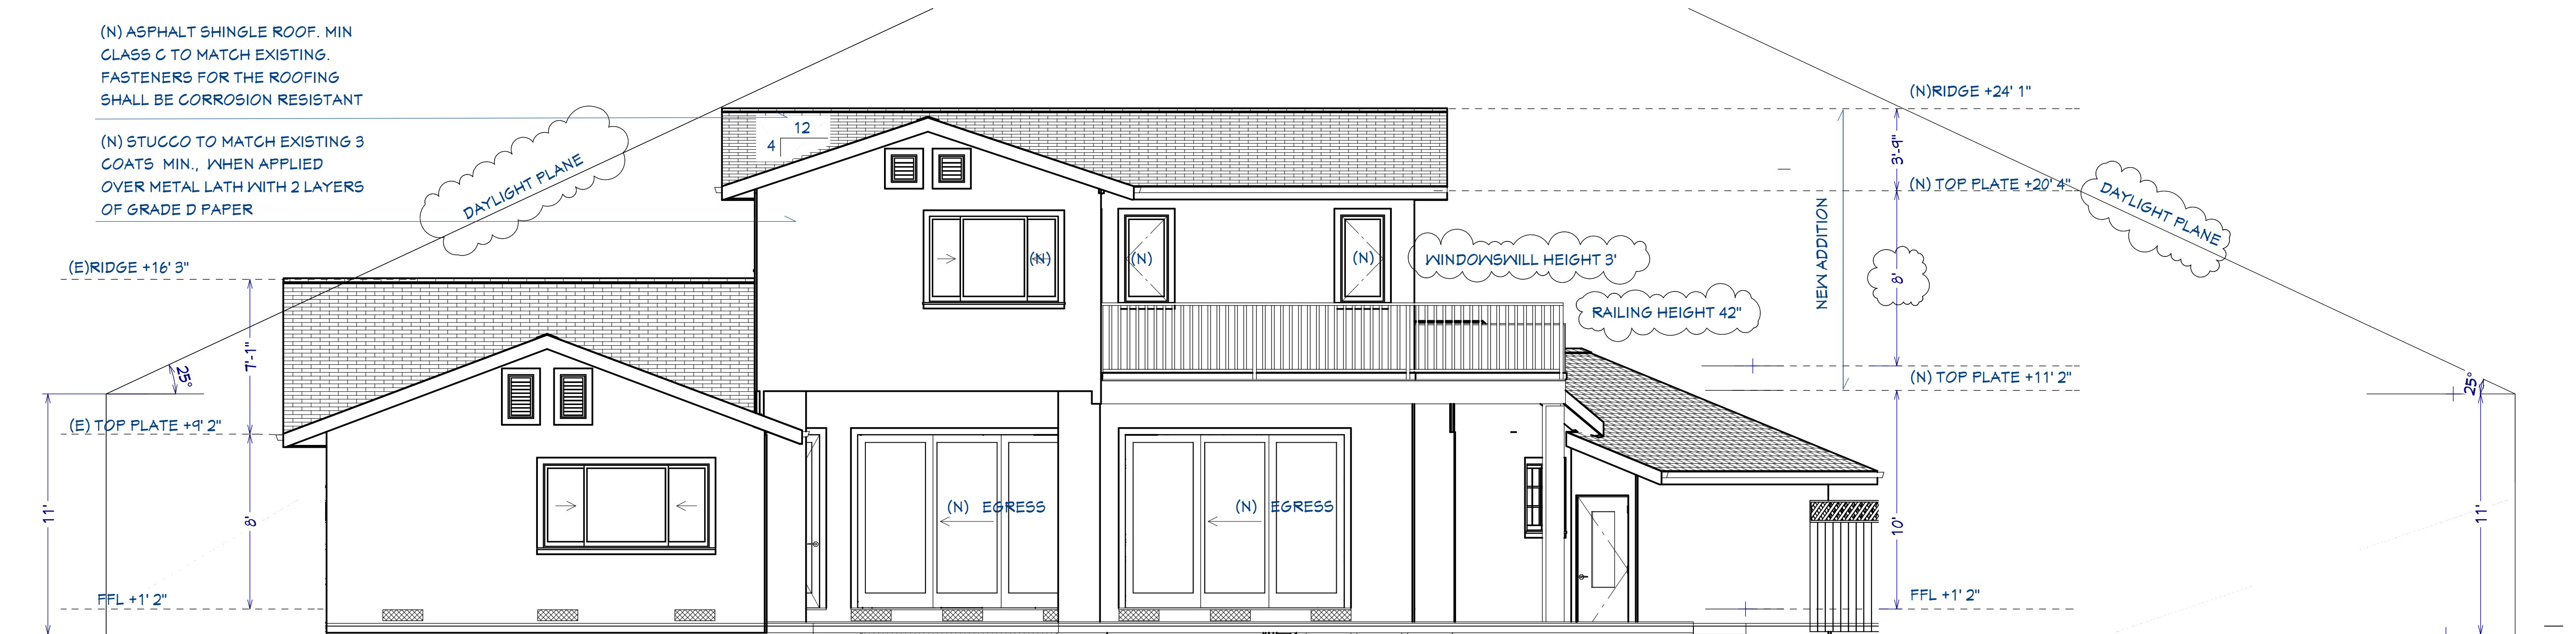 (N) ASPHALT SHINGLE ROOF. MIN
CLASS C TO MATCH EXISTING.
FASTENERS FOR THE ROOFING
SHALL BE CORROSION RESISTANT
(N) STUCCO TO MATCH EXISTING 3
COATS MIN., WHEN APPLIED
OVER METAL LATH WITH 2 LAYERS
OF GRADE D PAPER
DAYLIGHT PLANE
12
4
(N)RIDGE +24' 1"
3'-9"
(N) TOP PLATE +20' 4"
DAYLIGHT PLANE
(E)RIDGE +16' 3"
(N)
(N)
(N)
WINDOWSWILL HEIGHT 3'
NEW ADDITION
8'
RAILING HEIGHT 42"
7'-1"
25°
(N) TOP PLATE +11' 2"
25°
(E) TOP PLATE +9' 2"
11'
8'
(N) EGRESS
(N) EGRESS
10'
11'
FFL +1' 2"
FFL +1' 2"